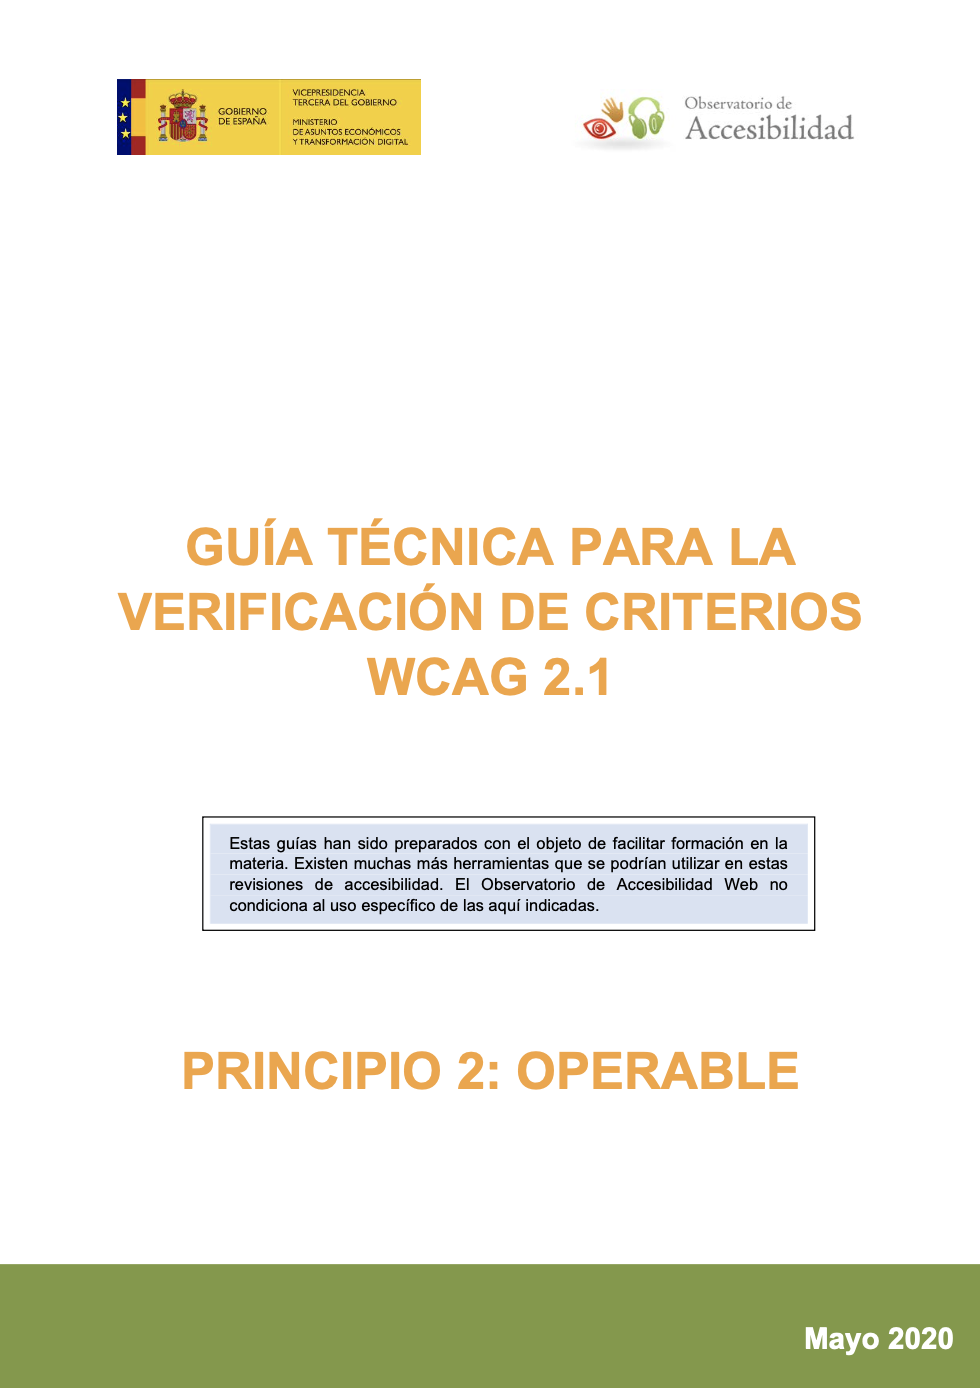 GOBIERNO
DE ESPAÑA
VICEPRESIDENCIA
TERCERA DEL GOBIERNO
MINISTERIO
DE ASUNTOS ECONÓMICOS
Y TRANSFORMACIÓN DIGITAL
Observatorio de
Accesibilidad
GUÍA TÉCNICA PARA LA
VERIFICACIÓN DE CRITERIOS
WCAG 2.1
Estas guías han sido preparados con el objeto de facilitar formación en la
materia. Existen muchas más herramientas que se podrían utilizar en estas
revisiones de accesibilidad. El Observatorio de Accesibilidad Web no
condiciona al uso específico de las aquí indicadas.
PRINCIPIO 2: OPERABLE
Mayo 2020